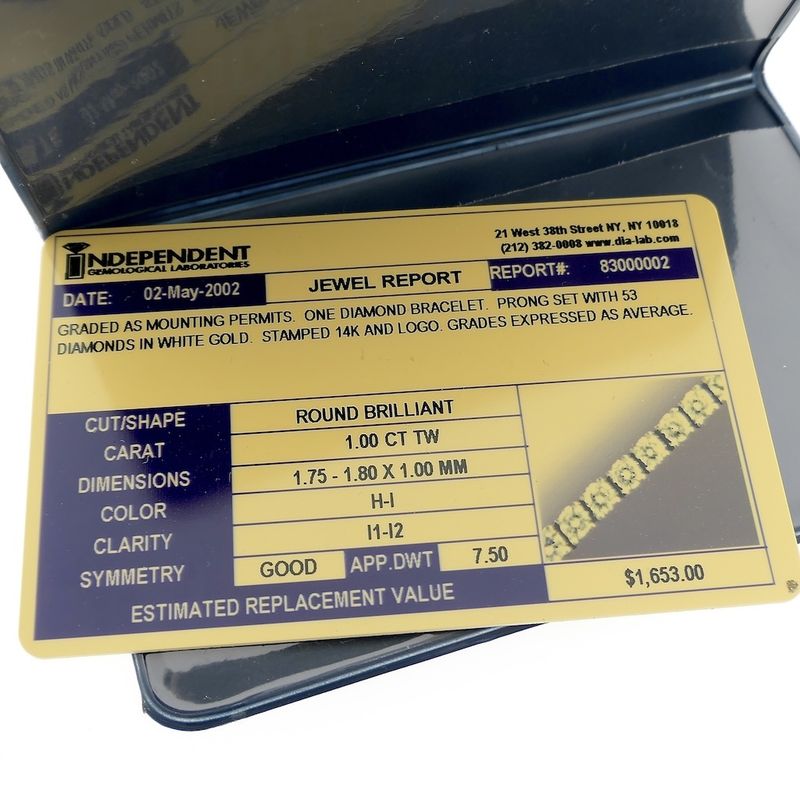 INDEPENDENT
GEMOLOGICAL LABORATORIES
21 West 38th Street NY, NY 10018
(212) 382-0008 www.dia-lab.com
DATE: 02-May-2002
JEWEL REPORT
REPORT#: 83000002
GRADED AS MOUNTING PERMITS. ONE DIAMOND BRACELET. PRONG SET WITH 53
DIAMONDS IN WHITE GOLD. STAMPED 14K AND LOGO. GRADES EXPRESSED AS AVERAGE.
CUT/SHAPE ROUND BRILLIANT
CARAT 1.00 CT TW
DIMENSIONS 1.75 - 1.80 X 1.00 MM
COLOR H-I
CLARITY I1-I2
SYMMETRY GOOD APP.DWT 7.50
ESTIMATED REPLACEMENT VALUE $1,653.00